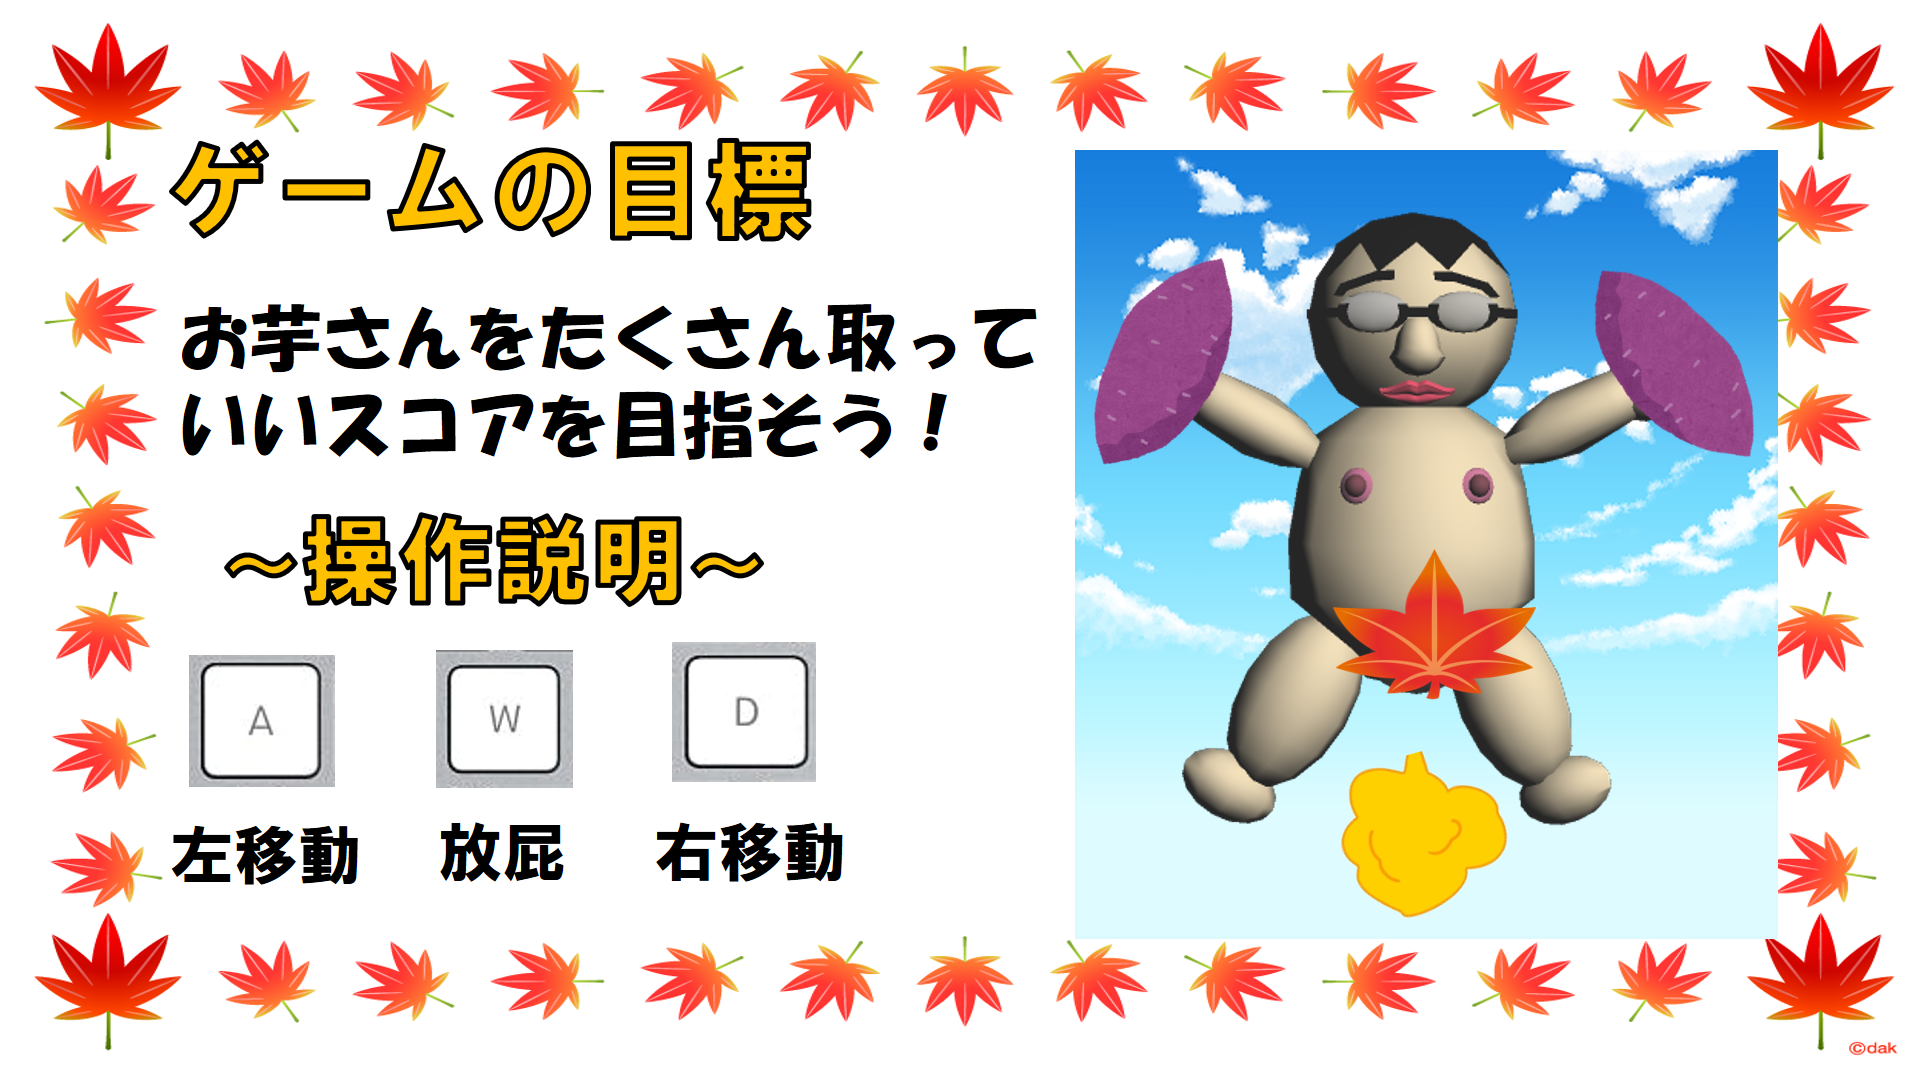 ゲームの目標
お芋さんをたくさん取って
いいスコアを目指そう！
～操作説明～
A W D
左移動 放屁 右移動
©dak